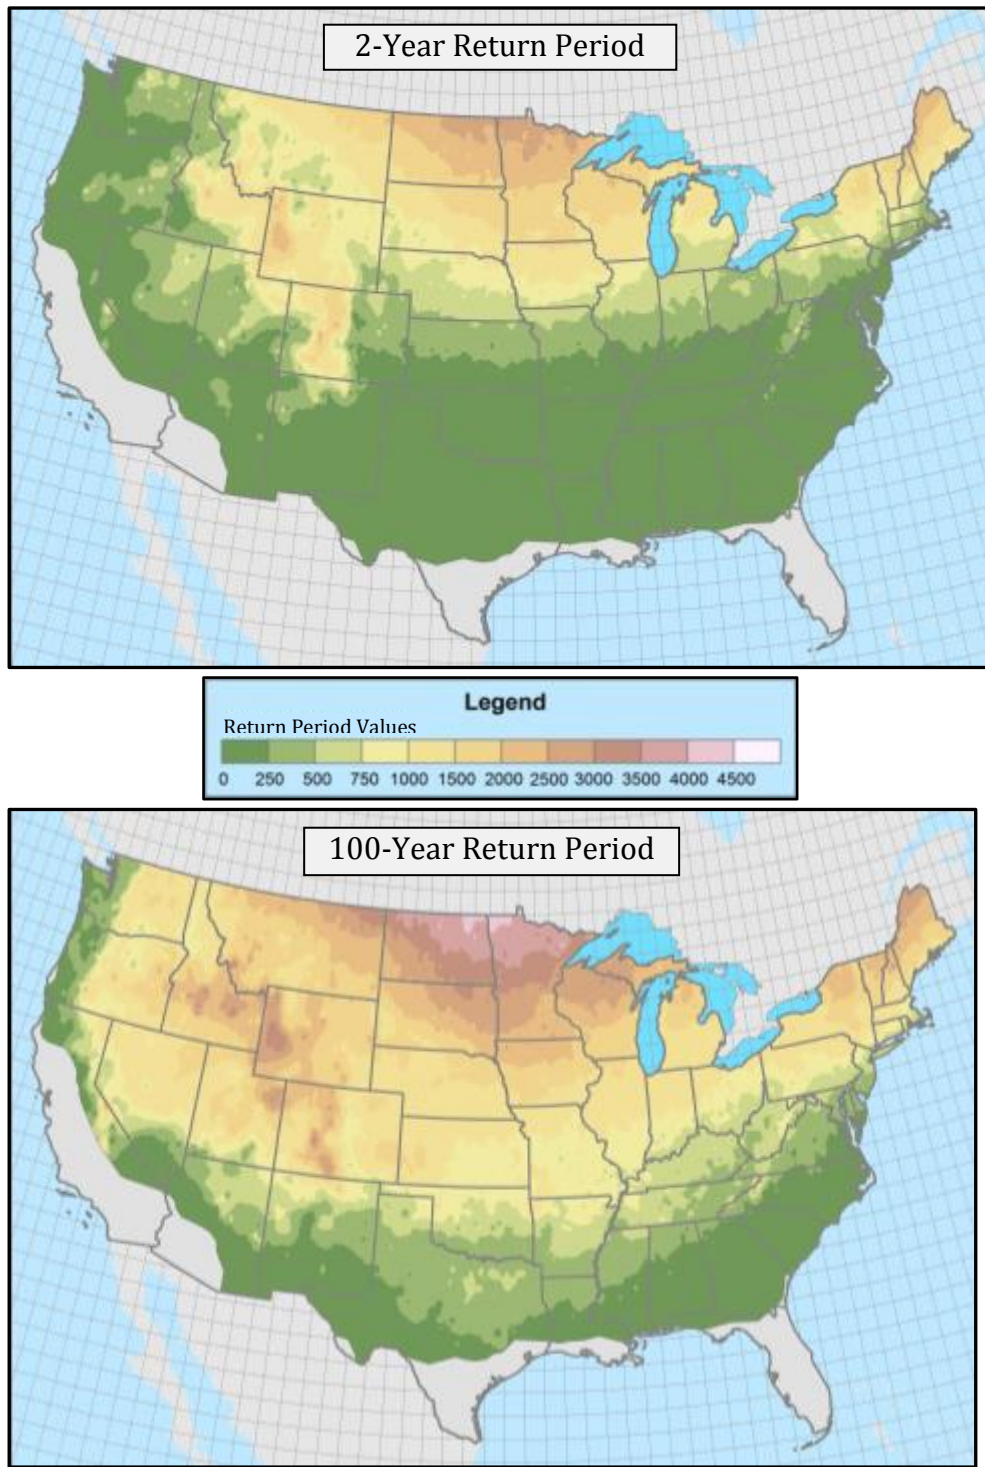 2-Year Return Period
Legend
Return Period Values
0 250 500 750 1000 1500 2000 2500 3000 3500 4000 4500
100-Year Return Period